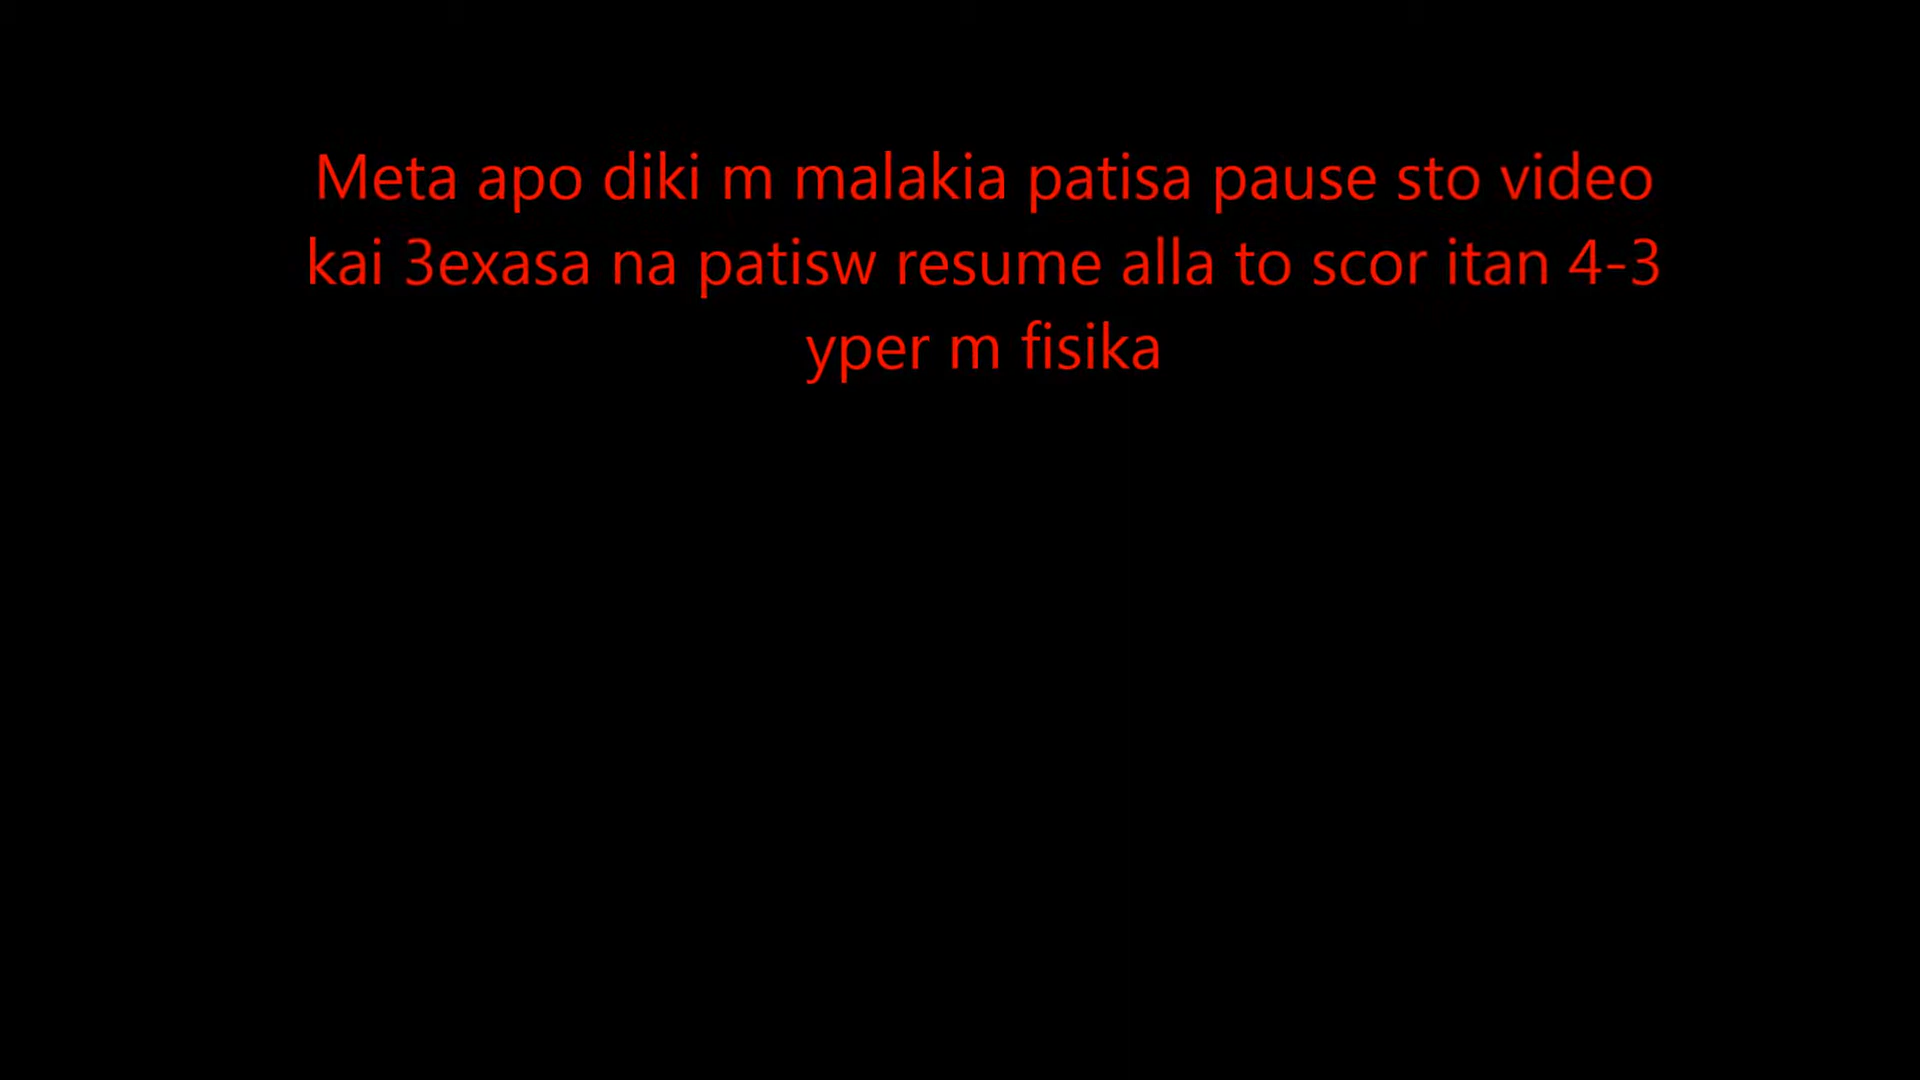 Meta apo diki m malakia patisa pause sto video
kai 3exasa na patisw resume alla to scor itan 4-3
yper m fisika